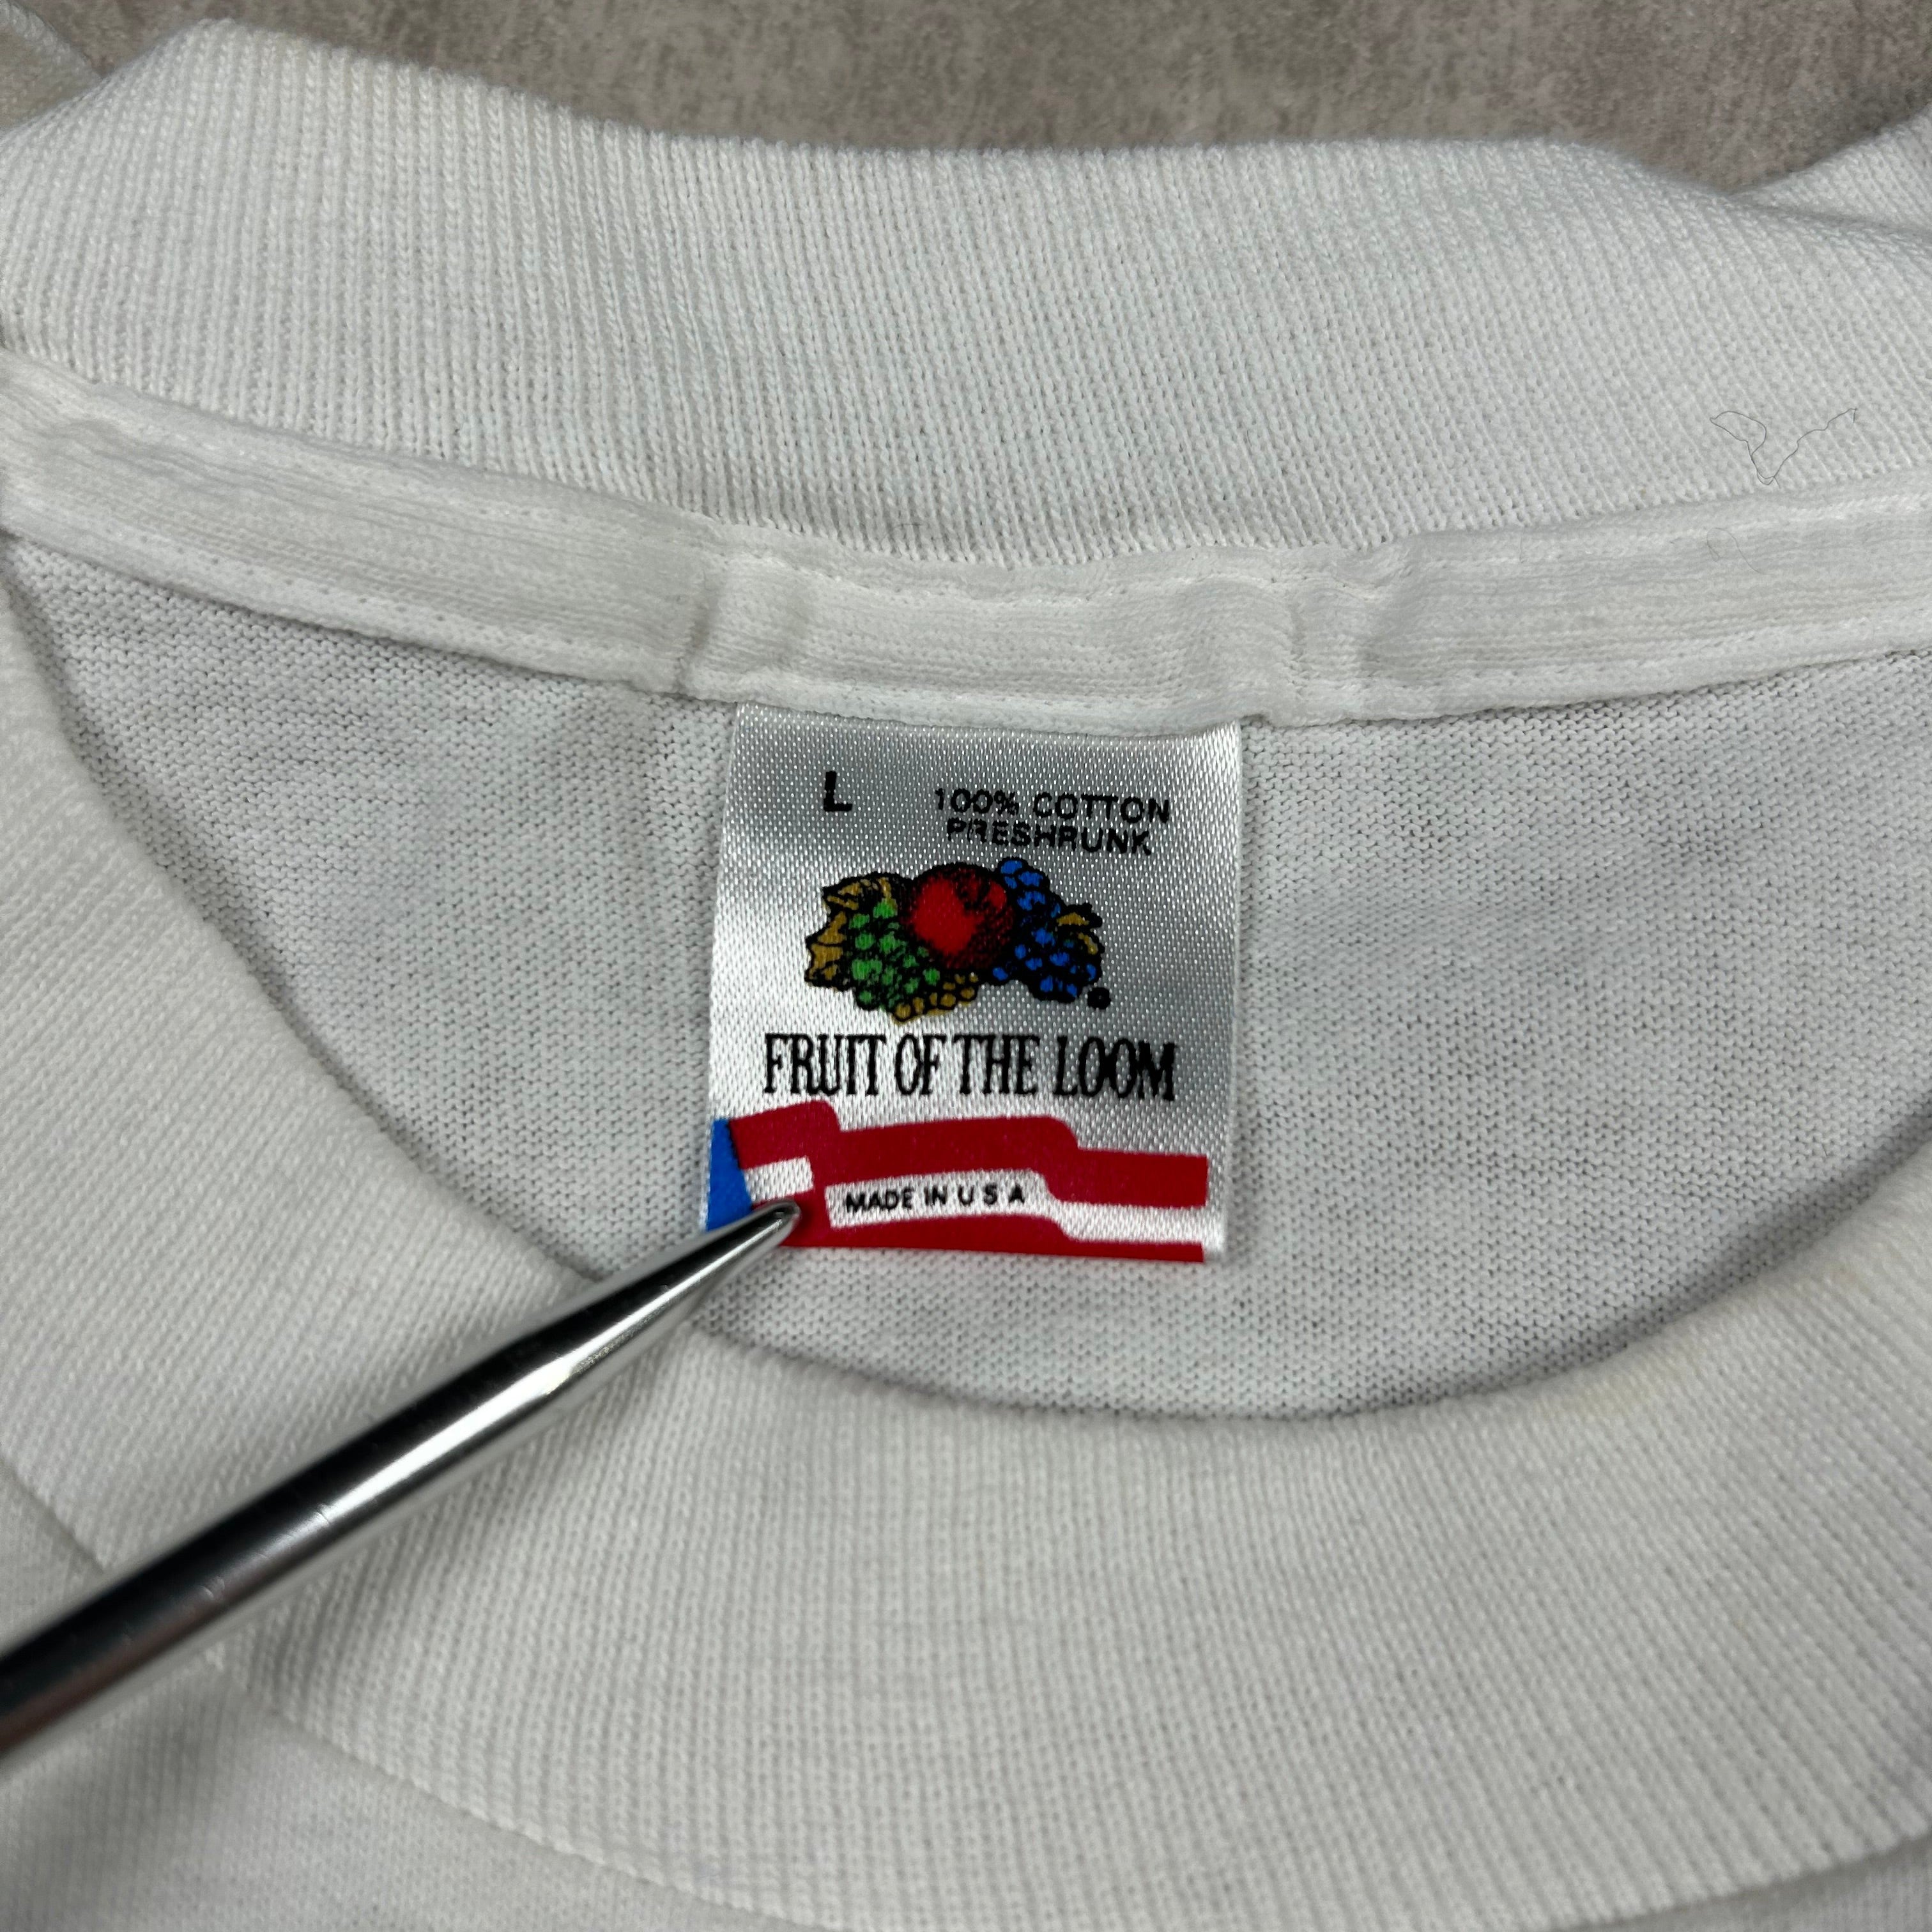 L
100% COTTON
PRESHRUNK
®
FRUIT OF THE LOOM
MADE IN U S A